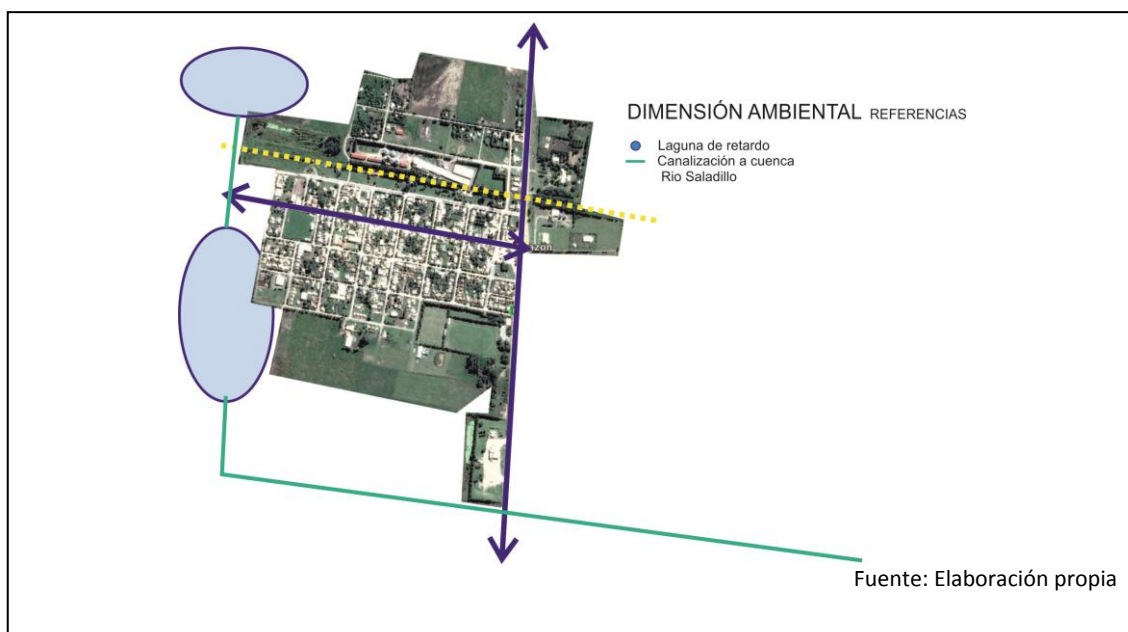 DIMENSIÓN AMBIENTAL REFERENCIAS
Laguna de retardo
Canalización a cuenca
Rio Saladillo
Fuente: Elaboración propia